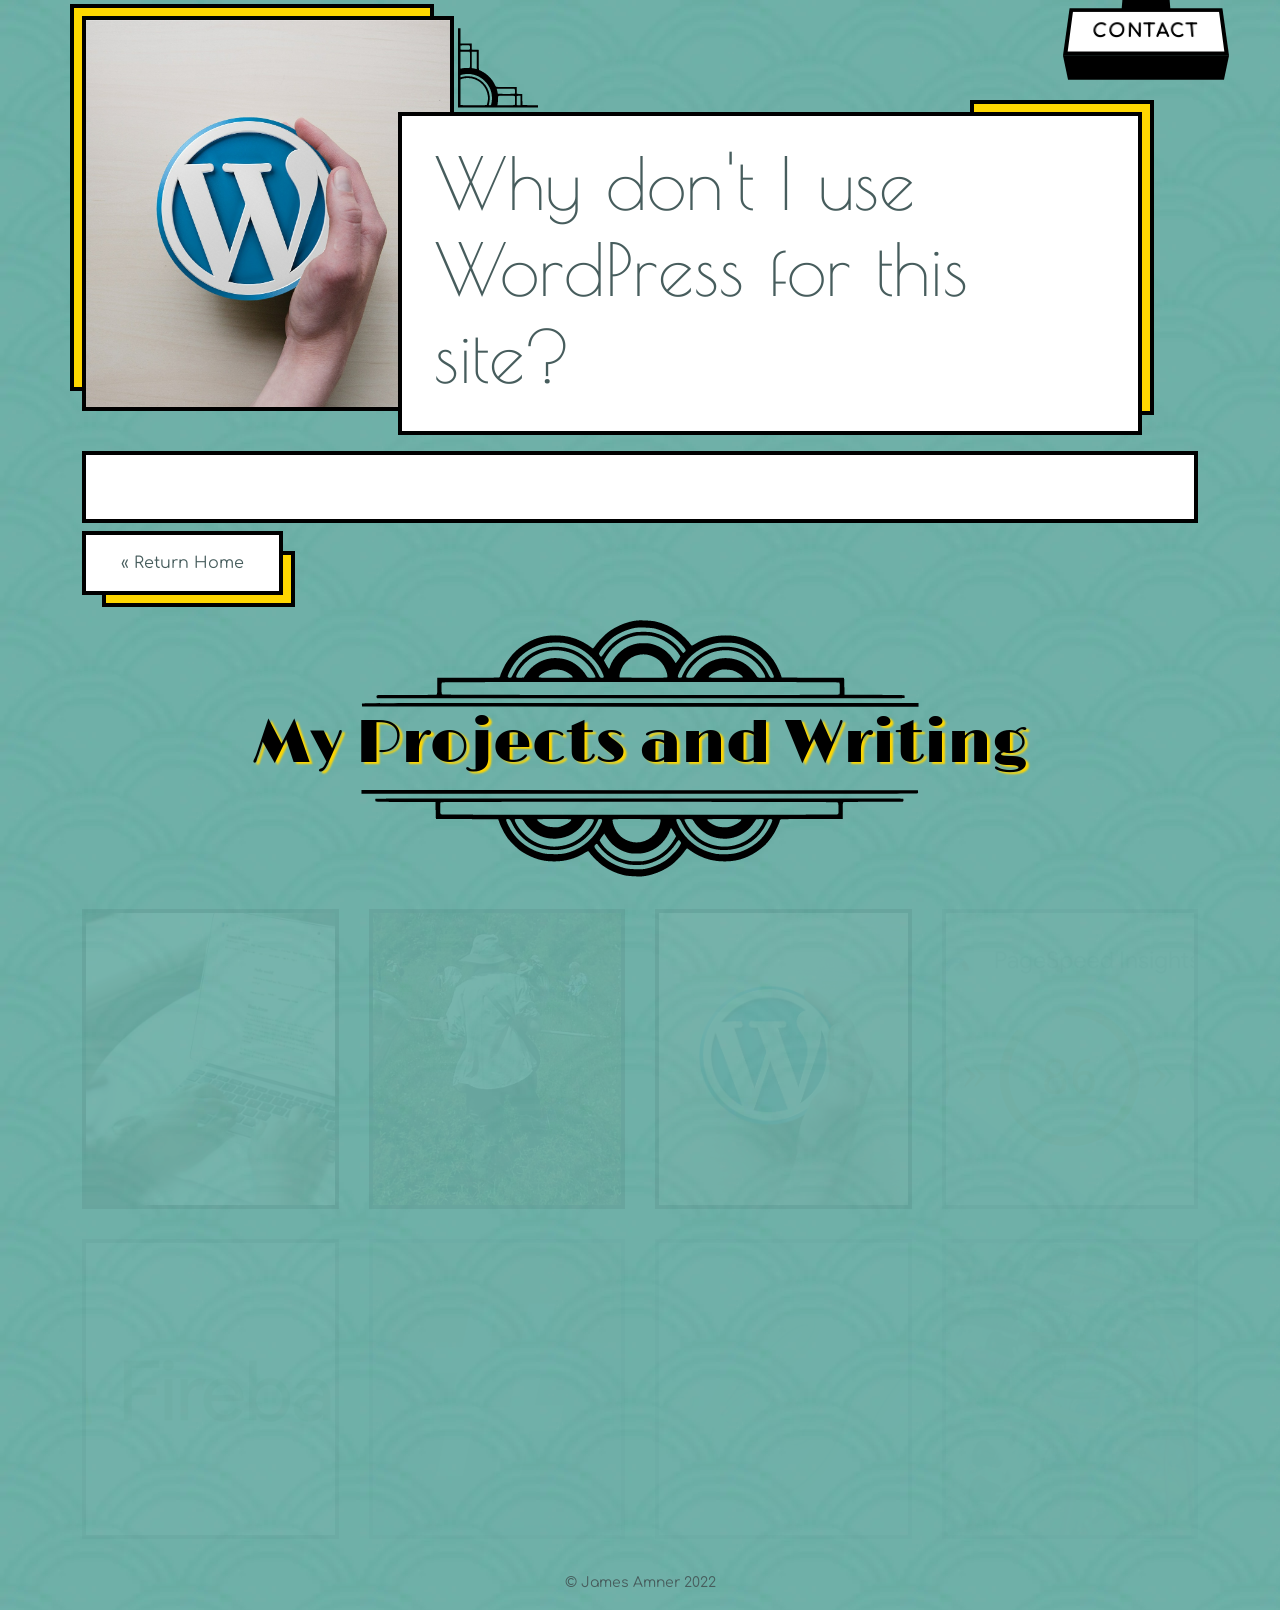 CONTACT
Why don't I use
WordPress for this
site?
« Return Home
My Projects and Writing
© James Amner 2022